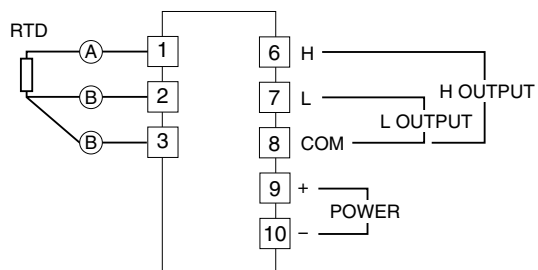 RTD
A 1 6 H
B 2 7 L H OUTPUT
L OUTPUT
B 3 8 COM
9 +
POWER
10 −